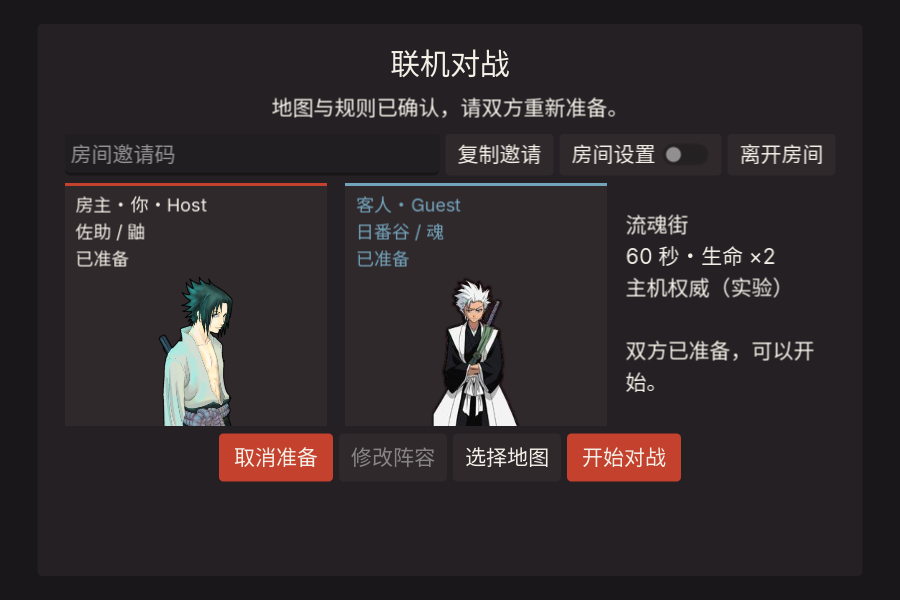 联机对战
地图与规则已确认，请双方重新准备。
房间邀请码
复制邀请
房间设置
离开房间
房主・你・Host
佐助 / 鼬
已准备
客人・Guest
日番谷 / 魂
已准备
流魂街
60 秒・生命 ×2
主机权威（实验）
双方已准备，可以开
始。
取消准备
修改阵容
选择地图
开始对战